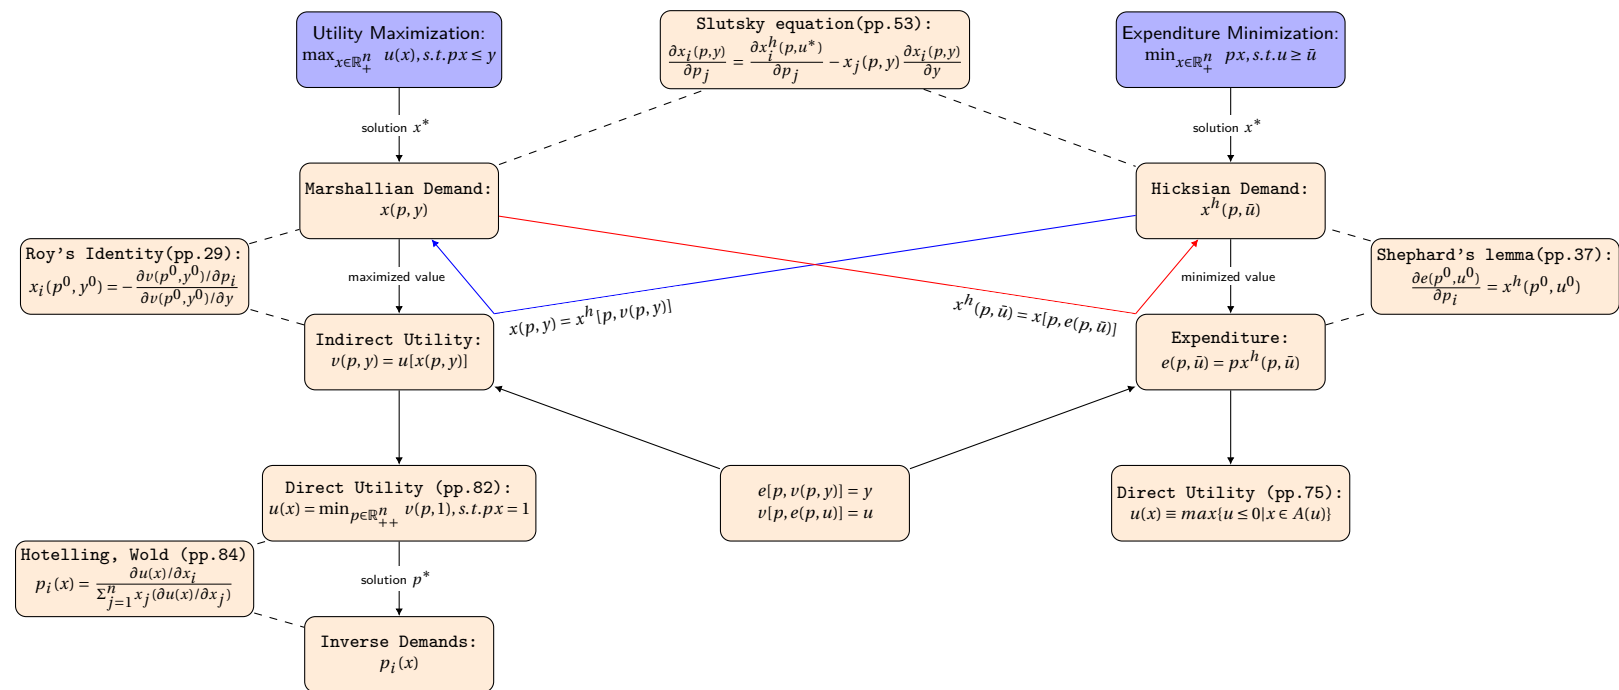 Utility Maximization:
max_{x∈ℝ^n_+} u(x), s.t. px ≤ y
Slutsky equation(pp.53):
∂x_i(p,y)/∂p_j = ∂x_i^h(p,u*)/∂p_j − x_j(p,y) ∂x_i(p,y)/∂y
Expenditure Minimization:
min_{x∈ℝ^n_+} px, s.t. u ≥ ū
solution x*
solution x*
Marshallian Demand:
x(p,y)
Hicksian Demand:
x^h(p,ū)
Roy's Identity(pp.29):
x_i(p^0,y^0) = − (∂v(p^0,y^0)/∂p_i)/(∂v(p^0,y^0)/∂y)
maximized value
minimized value
Shephard's lemma(pp.37):
∂e(p^0,u^0)/∂p_i = x^h(p^0,u^0)
x(p,y) = x^h[p,v(p,y)]
x^h(p,ū) = x[p,e(p,ū)]
Indirect Utility:
v(p,y) = u[x(p,y)]
Expenditure:
e(p,ū) = px^h(p,ū)
Direct Utility (pp.82):
u(x) = min_{p∈ℝ^n_{++}} v(p,1), s.t. px = 1
e[p,v(p,y)] = y
v[p,e(p,u)] = u
Direct Utility (pp.75):
u(x) ≡ max{u ≤ 0|x ∈ A(u)}
Hotelling, Wold (pp.84)
p_i(x) = (∂u(x)/∂x_i)/(Σ^n_{j=1} x_j(∂u(x)/∂x_j))
solution p*
Inverse Demands:
p_i(x)